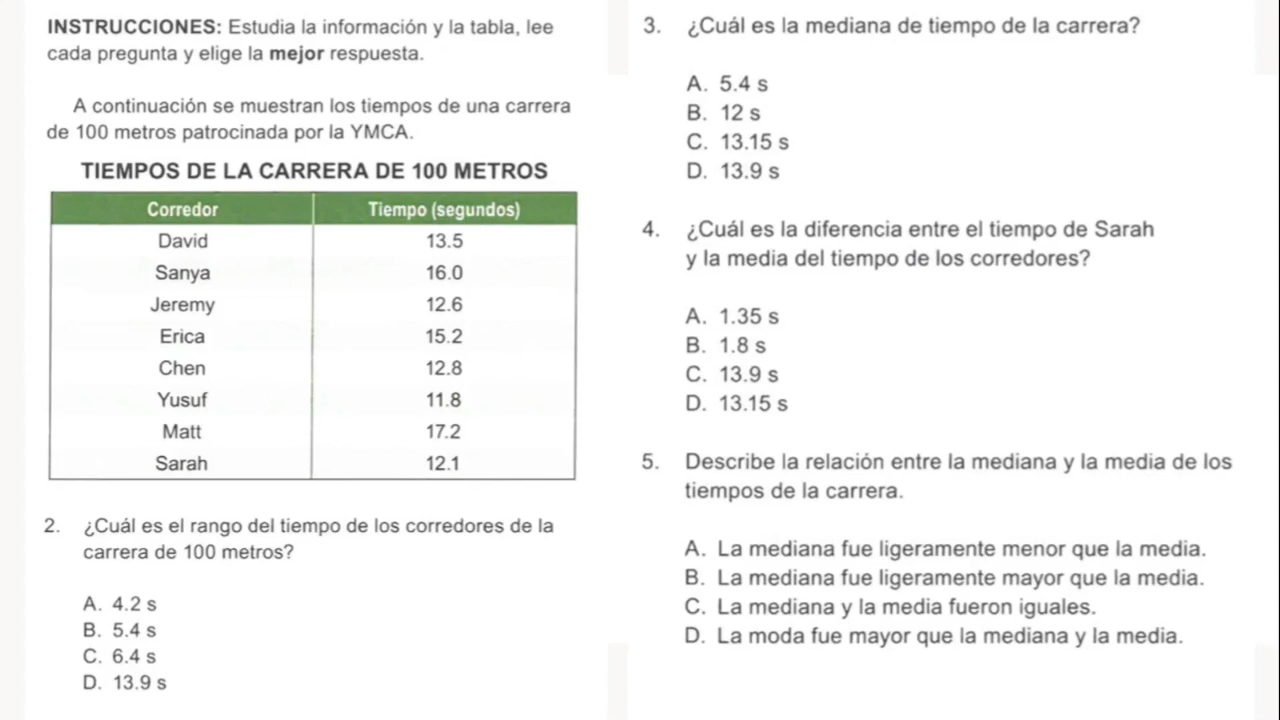 INSTRUCCIONES: Estudia la información y la tabla, lee
cada pregunta y elige la mejor respuesta.
A continuación se muestran los tiempos de una carrera
de 100 metros patrocinada por la YMCA.
TIEMPOS DE LA CARRERA DE 100 METROS
Corredor Tiempo (segundos)
David 13.5
Sanya 16.0
Jeremy 12.6
Erica 15.2
Chen 12.8
Yusuf 11.8
Matt 17.2
Sarah 12.1
2. ¿Cuál es el rango del tiempo de los corredores de la
carrera de 100 metros?
A. 4.2 s
B. 5.4 s
C. 6.4 s
D. 13.9 s
3. ¿Cuál es la mediana de tiempo de la carrera?
A. 5.4 s
B. 12 s
C. 13.15 s
D. 13.9 s
4. ¿Cuál es la diferencia entre el tiempo de Sarah
y la media del tiempo de los corredores?
A. 1.35 s
B. 1.8 s
C. 13.9 s
D. 13.15 s
5. Describe la relación entre la mediana y la media de los
tiempos de la carrera.
A. La mediana fue ligeramente menor que la media.
B. La mediana fue ligeramente mayor que la media.
C. La mediana y la media fueron iguales.
D. La moda fue mayor que la mediana y la media.